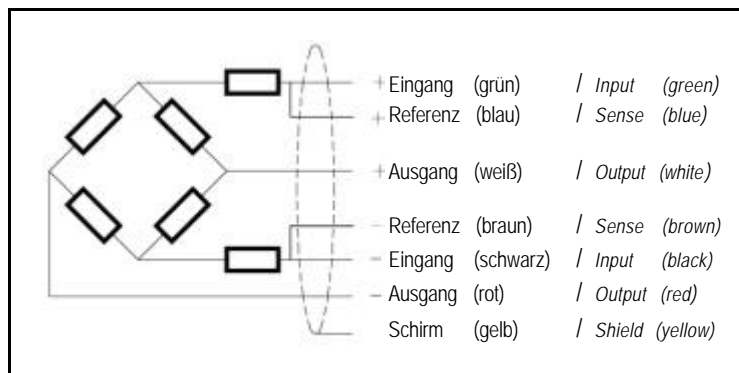 + Eingang (grün) / Input (green)
+ Referenz (blau) / Sense (blue)
+ Ausgang (weiß) / Output (white)
- Referenz (braun) / Sense (brown)
- Eingang (schwarz) / Input (black)
- Ausgang (rot) / Output (red)
Schirm (gelb) / Shield (yellow)